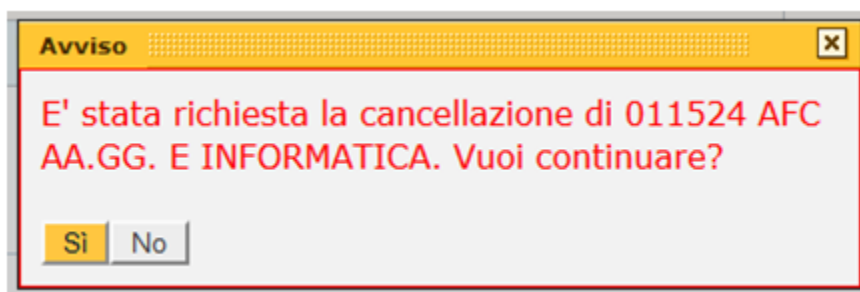 Avviso
E' stata richiesta la cancellazione di 011524 AFC
AA.GG. E INFORMATICA. Vuoi continuare?
Sì No